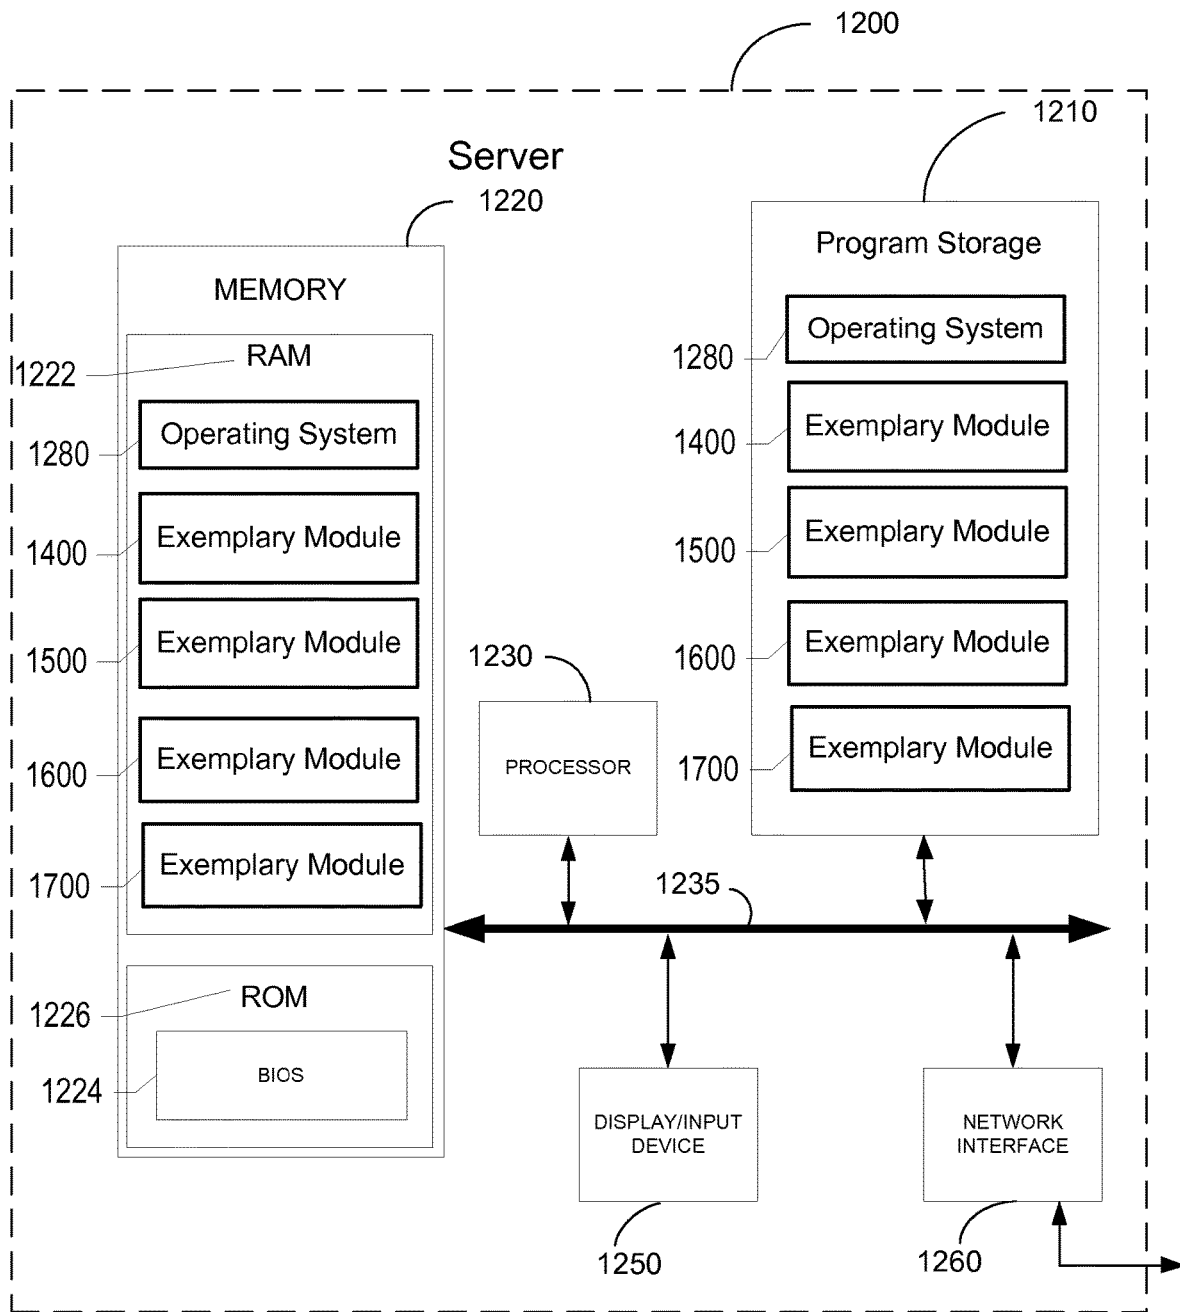 1200
1210
Server
1220
Program Storage
MEMORY
Operating System
1280
RAM
1222
Exemplary Module
1400
Operating System
1280
Exemplary Module
1500
Exemplary Module
1400
Exemplary Module
1600
Exemplary Module
1500
1230
Exemplary Module
1700
Exemplary Module
1600
PROCESSOR
Exemplary Module
1700
1235
ROM
1226
BIOS
1224
DISPLAY/INPUT
DEVICE
NETWORK
INTERFACE
1250
1260